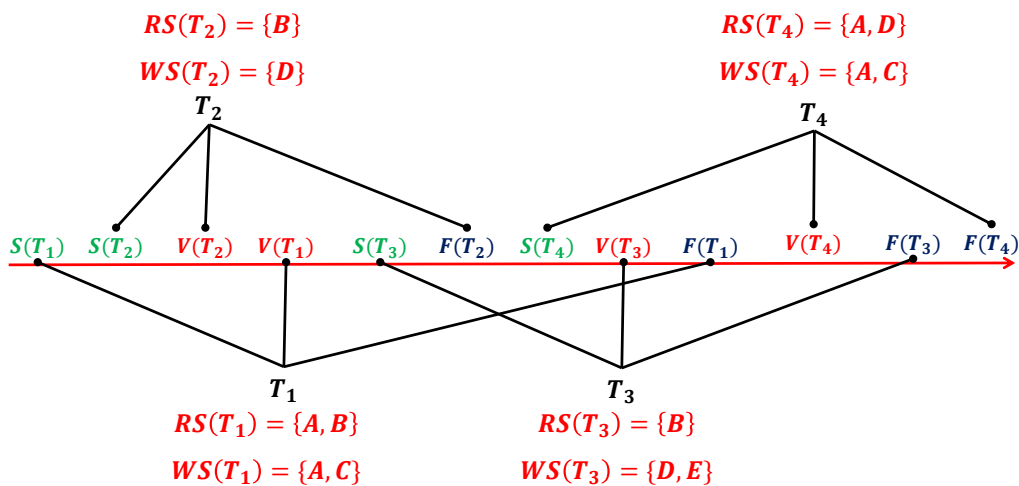 RS(T₂) = {B}
RS(T₄) = {A, D}
WS(T₂) = {D}
WS(T₄) = {A, C}
T₂
T₄
S(T₁) S(T₂) V(T₂) V(T₁) S(T₃) F(T₂) S(T₄) V(T₃) F(T₁) V(T₄) F(T₃) F(T₄)
T₁
T₃
RS(T₁) = {A, B}
RS(T₃) = {B}
WS(T₁) = {A, C}
WS(T₃) = {D, E}